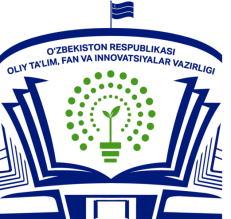 O'ZBEKISTON RESPUBLIKASI
OLIY TA'LIM, FAN VA INNOVATSIYALAR VAZIRLIGI